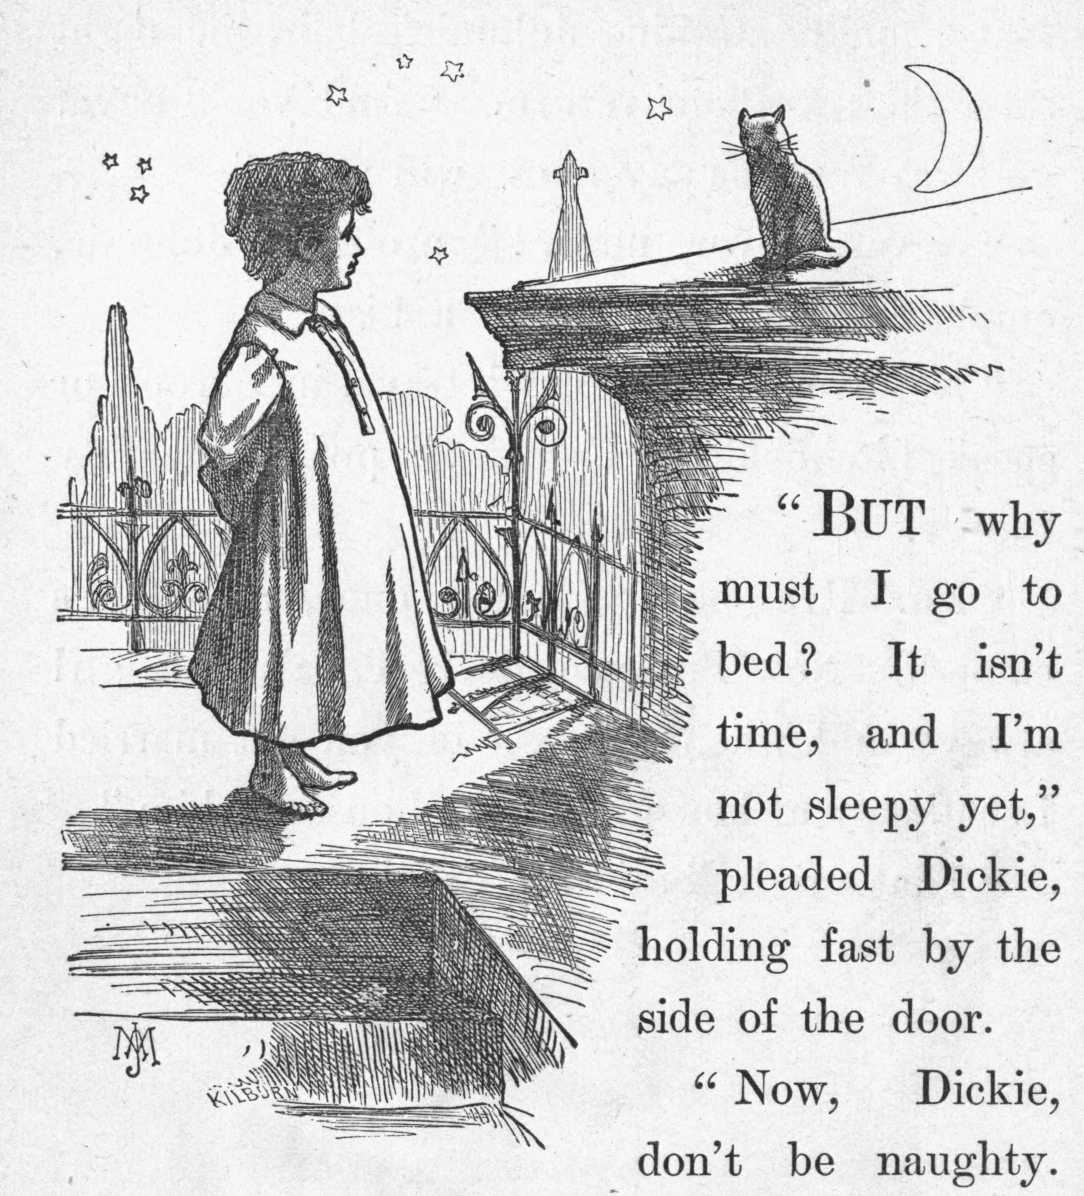 "BUT why
must I go to
bed? It isn't
time, and I'm
not sleepy yet,"
pleaded Dickie,
holding fast by the
side of the door.
"Now, Dickie,
don't be naughty.
KILBURN